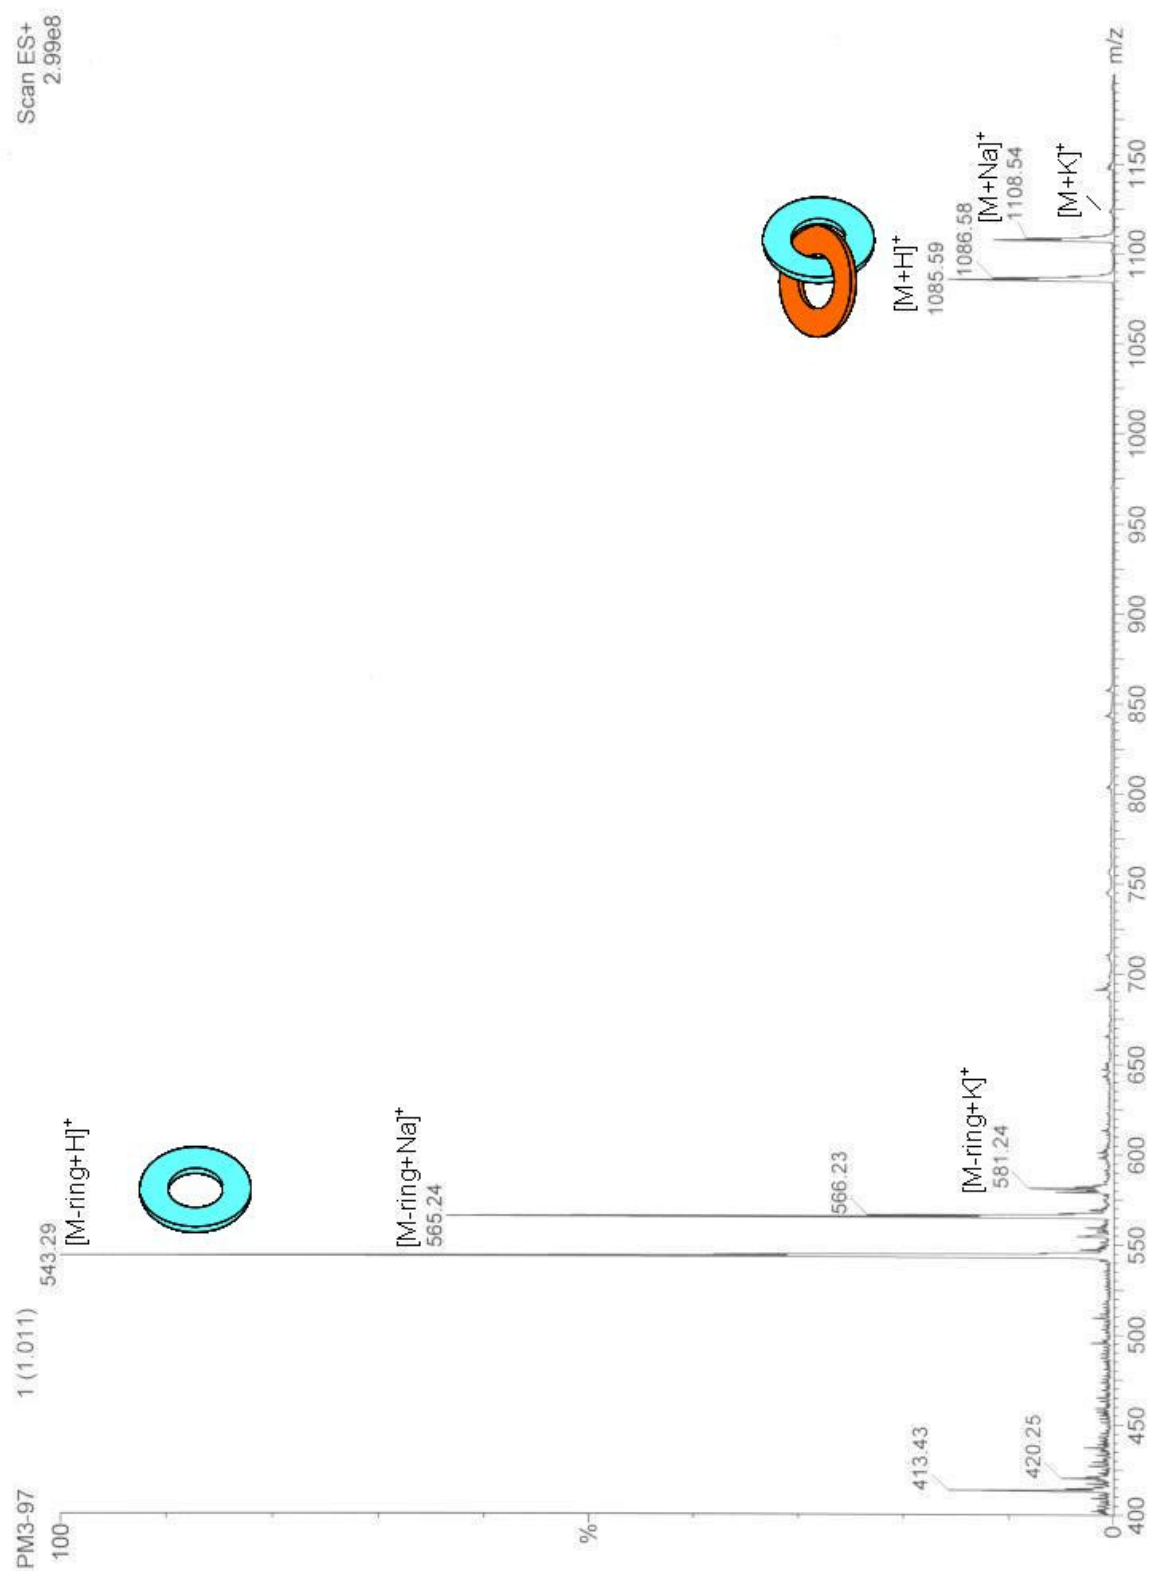 PM3-97 1 (1.011) Scan ES+
2.99e8
100
543.29
[M-ring+H]⁺
[M-ring+Na]⁺
565.24
%
566.23
[M+H]⁺
1085.59
1086.58
[M-ring+K]⁺
581.24
[M+Na]⁺
1108.54
413.43
420.25
[M+K]⁺
0
400 450 500 550 600 650 700 750 800 850 900 950 1000 1050 1100 1150 m/z